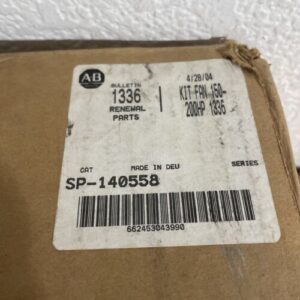 AB
BULLETIN
1336
RENEWAL
PARTS
4/28/04
KIT FAN 150-
200HP 1336
CAT MADE IN DEU SERIES
SP-140558
662453043990